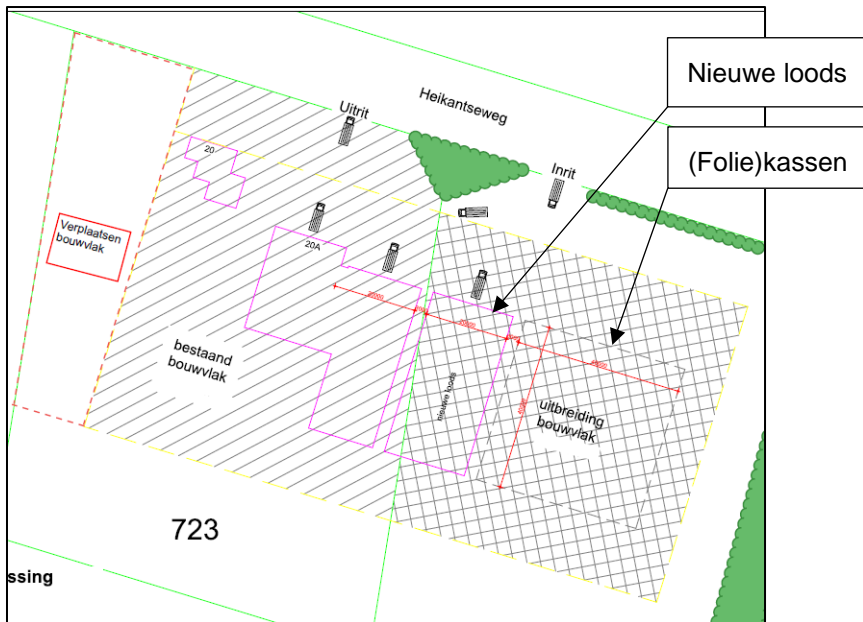 Nieuwe loods
Heikantseweg
Uitrit
(Folie)kassen
Inrit
20
Verplaatsen
bouwvlak
20A
bestaand
bouwvlak
nieuwe loods
uitbreiding
bouwvlak
723
ssing